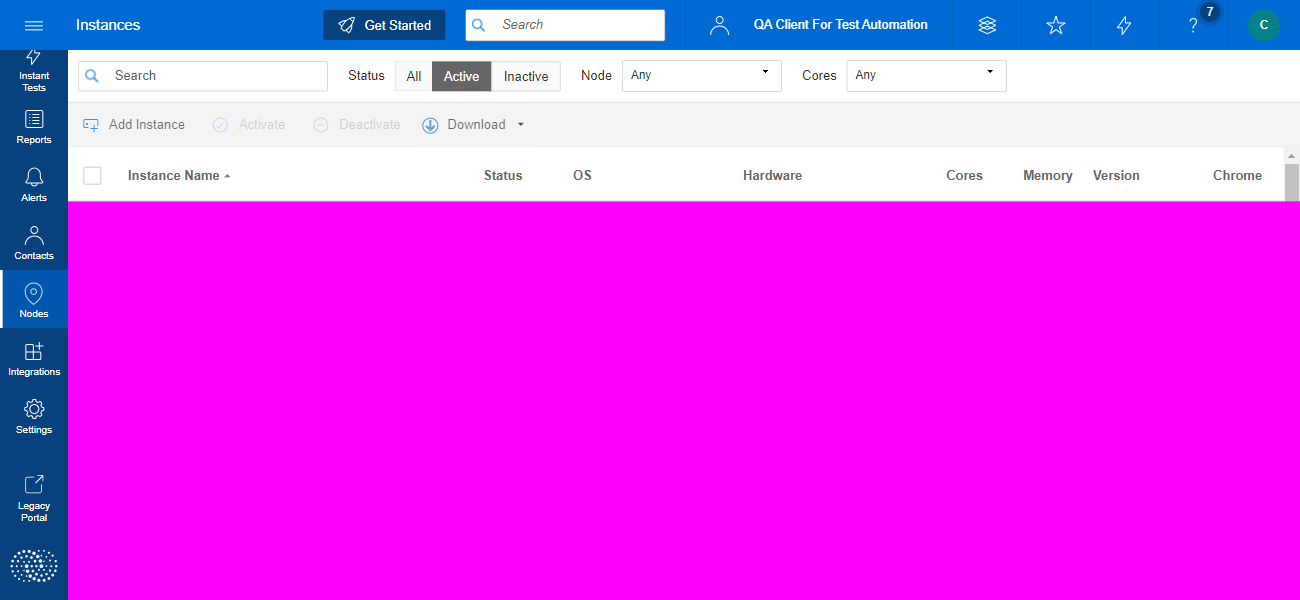 Instances
Get Started
Search
QA Client For Test Automation
?
7
C
Instant
Tests
Reports
Alerts
Contacts
Nodes
Integrations
Settings
Legacy
Portal
Search
Status
All
Active
Inactive
Node
Any
Cores
Any
Add Instance
Activate
Deactivate
Download
Instance Name
Status
OS
Hardware
Cores
Memory
Version
Chrome